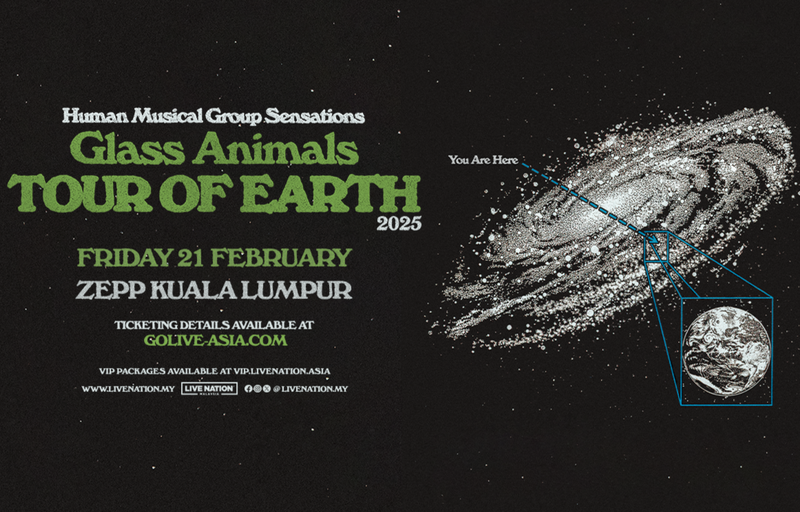 Human Musical Group Sensations
Glass Animals
TOUR OF EARTH
2025
FRIDAY 21 FEBRUARY
ZEPP KUALA LUMPUR
TICKETING DETAILS AVAILABLE AT
GOLIVE-ASIA.COM
VIP PACKAGES AVAILABLE AT VIP.LIVENATION.ASIA
WWW.LIVENATION.MY LIVE NATION MALAYSIA @LIVENATION.MY
You Are Here